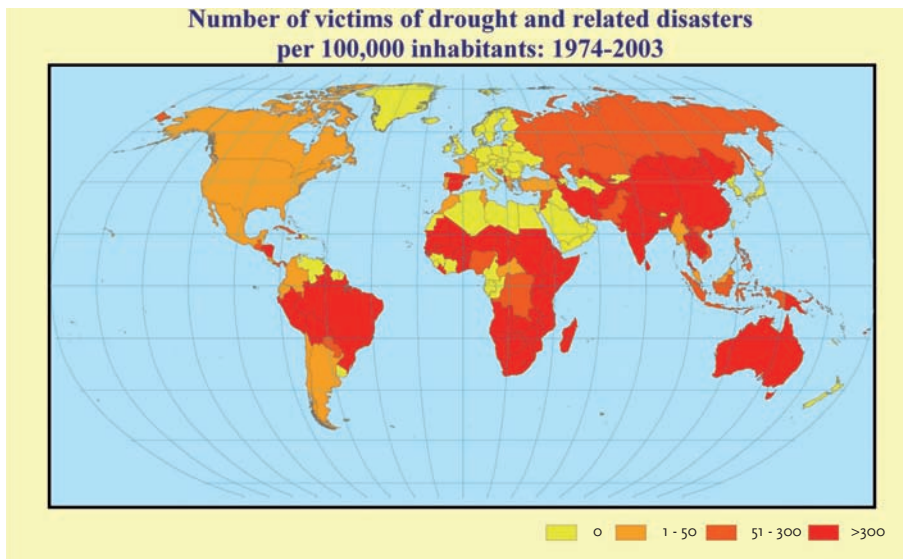 Number of victims of drought and related disasters
per 100,000 inhabitants: 1974-2003
0 1 - 50 51 - 300 >300